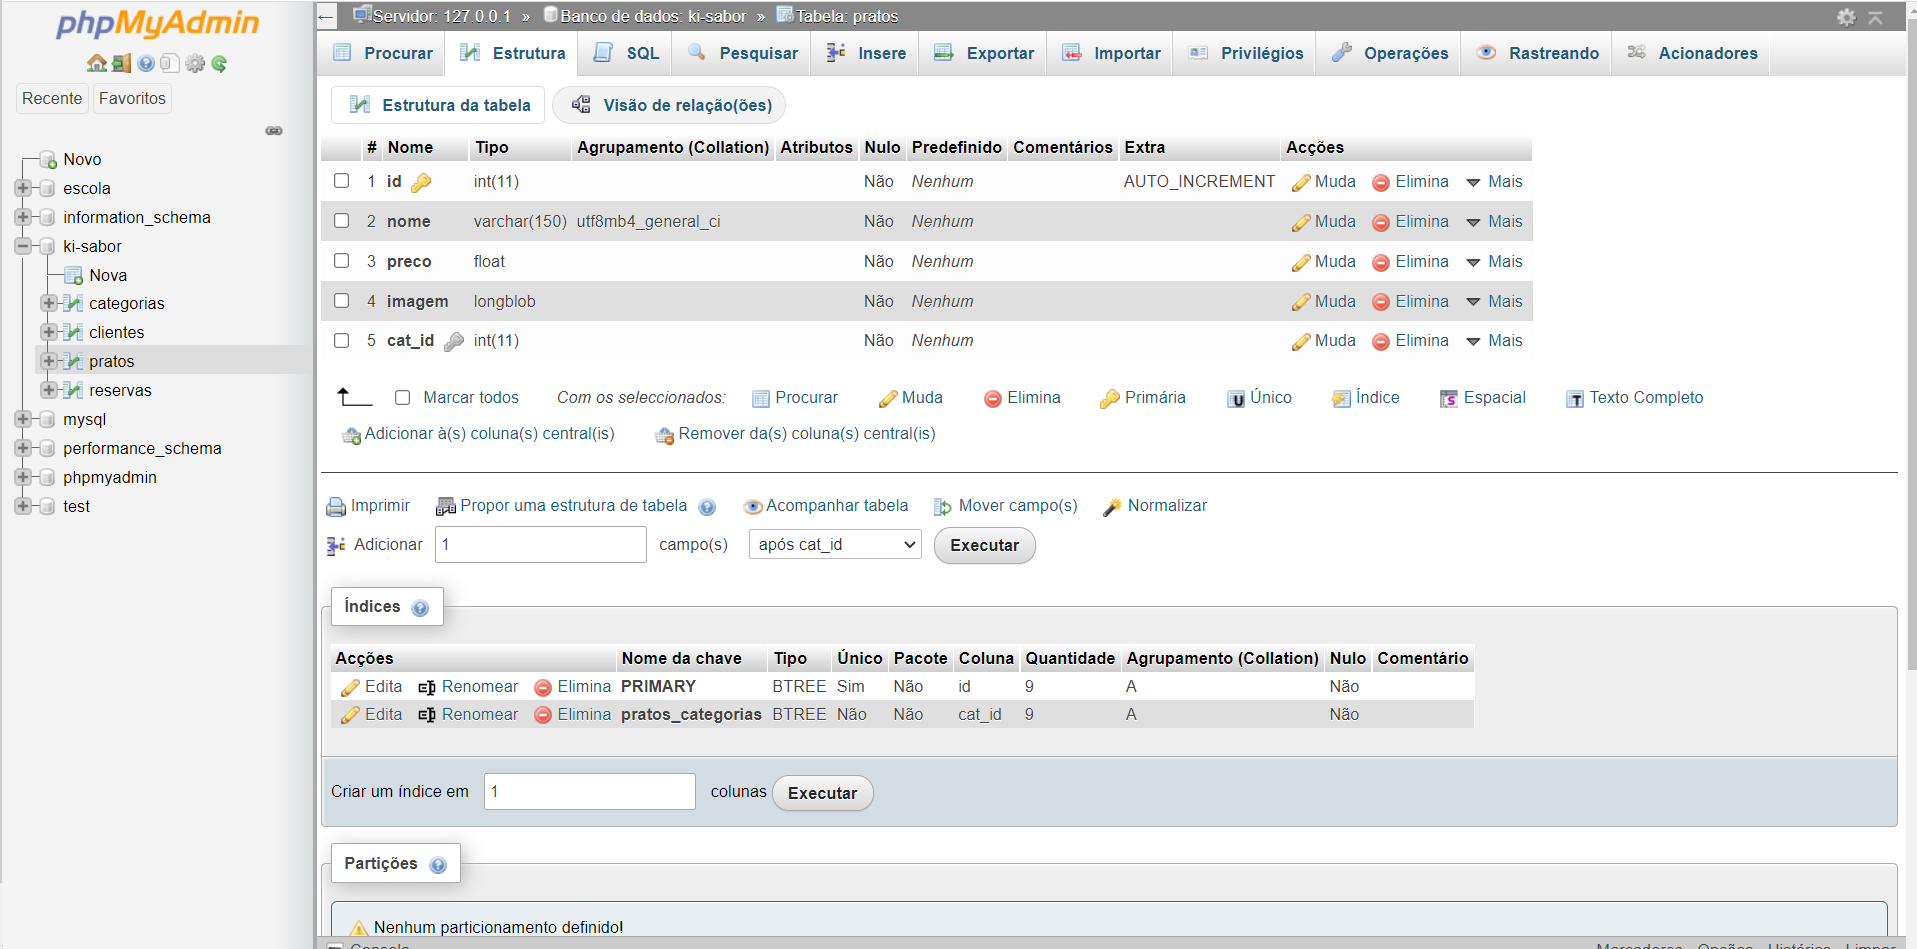 phpMyAdmin
Recente Favoritos
Novo
escola
information_schema
ki-sabor
Nova
categorias
clientes
pratos
reservas
mysql
performance_schema
phpmyadmin
test
Servidor: 127.0.0.1 » Banco de dados: ki-sabor » Tabela: pratos
Procurar Estrutura SQL Pesquisar Insere Exportar Importar Privilégios Operações Rastreando Acionadores
Estrutura da tabela Visão de relação(ões)
# Nome Tipo Agrupamento (Collation) Atributos Nulo Predefinido Comentários Extra Acções
1 id int(11) Não Nenhum AUTO_INCREMENT Muda Elimina Mais
2 nome varchar(150) utf8mb4_general_ci Não Nenhum Muda Elimina Mais
3 preco float Não Nenhum Muda Elimina Mais
4 imagem longblob Não Nenhum Muda Elimina Mais
5 cat_id int(11) Não Nenhum Muda Elimina Mais
Marcar todos Com os seleccionados: Procurar Muda Elimina Primária Único Índice Espacial Texto Completo
Adicionar à(s) coluna(s) central(is) Remover da(s) coluna(s) central(is)
Imprimir Propor uma estrutura de tabela Acompanhar tabela Mover campo(s) Normalizar
Adicionar 1 campo(s) após cat_id Executar
Índices
Acções Nome da chave Tipo Único Pacote Coluna Quantidade Agrupamento (Collation) Nulo Comentário
Edita Renomear Elimina PRIMARY BTREE Sim Não id 9 A Não
Edita Renomear Elimina pratos_categorias BTREE Não Não cat_id 9 A Não
Criar um índice em 1 colunas Executar
Partições
Nenhum particionamento definido!
Consola Marcadores Opções Histórico Limpar